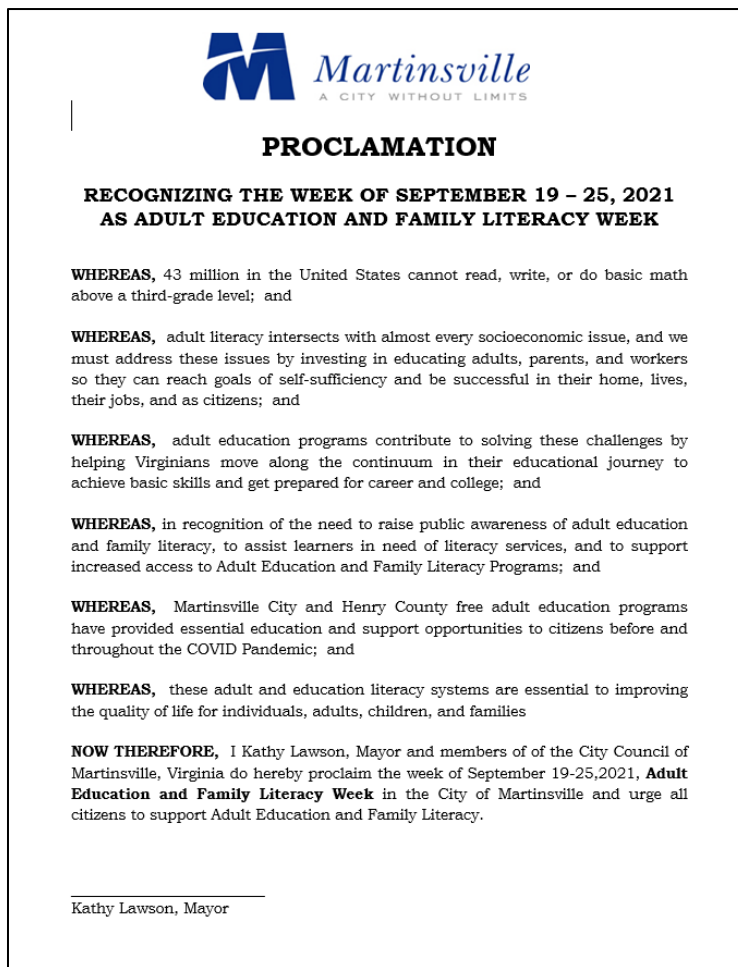 Martinsville
A CITY WITHOUT LIMITS
PROCLAMATION
RECOGNIZING THE WEEK OF SEPTEMBER 19 – 25, 2021
AS ADULT EDUCATION AND FAMILY LITERACY WEEK
WHEREAS, 43 million in the United States cannot read, write, or do basic math
above a third-grade level; and
WHEREAS, adult literacy intersects with almost every socioeconomic issue, and we
must address these issues by investing in educating adults, parents, and workers
so they can reach goals of self-sufficiency and be successful in their home, lives,
their jobs, and as citizens; and
WHEREAS, adult education programs contribute to solving these challenges by
helping Virginians move along the continuum in their educational journey to
achieve basic skills and get prepared for career and college; and
WHEREAS, in recognition of the need to raise public awareness of adult education
and family literacy, to assist learners in need of literacy services, and to support
increased access to Adult Education and Family Literacy Programs; and
WHEREAS, Martinsville City and Henry County free adult education programs
have provided essential education and support opportunities to citizens before and
throughout the COVID Pandemic; and
WHEREAS, these adult and education literacy systems are essential to improving
the quality of life for individuals, adults, children, and families
NOW THEREFORE, I Kathy Lawson, Mayor and members of of the City Council of
Martinsville, Virginia do hereby proclaim the week of September 19-25,2021, Adult
Education and Family Literacy Week in the City of Martinsville and urge all
citizens to support Adult Education and Family Literacy.
Kathy Lawson, Mayor